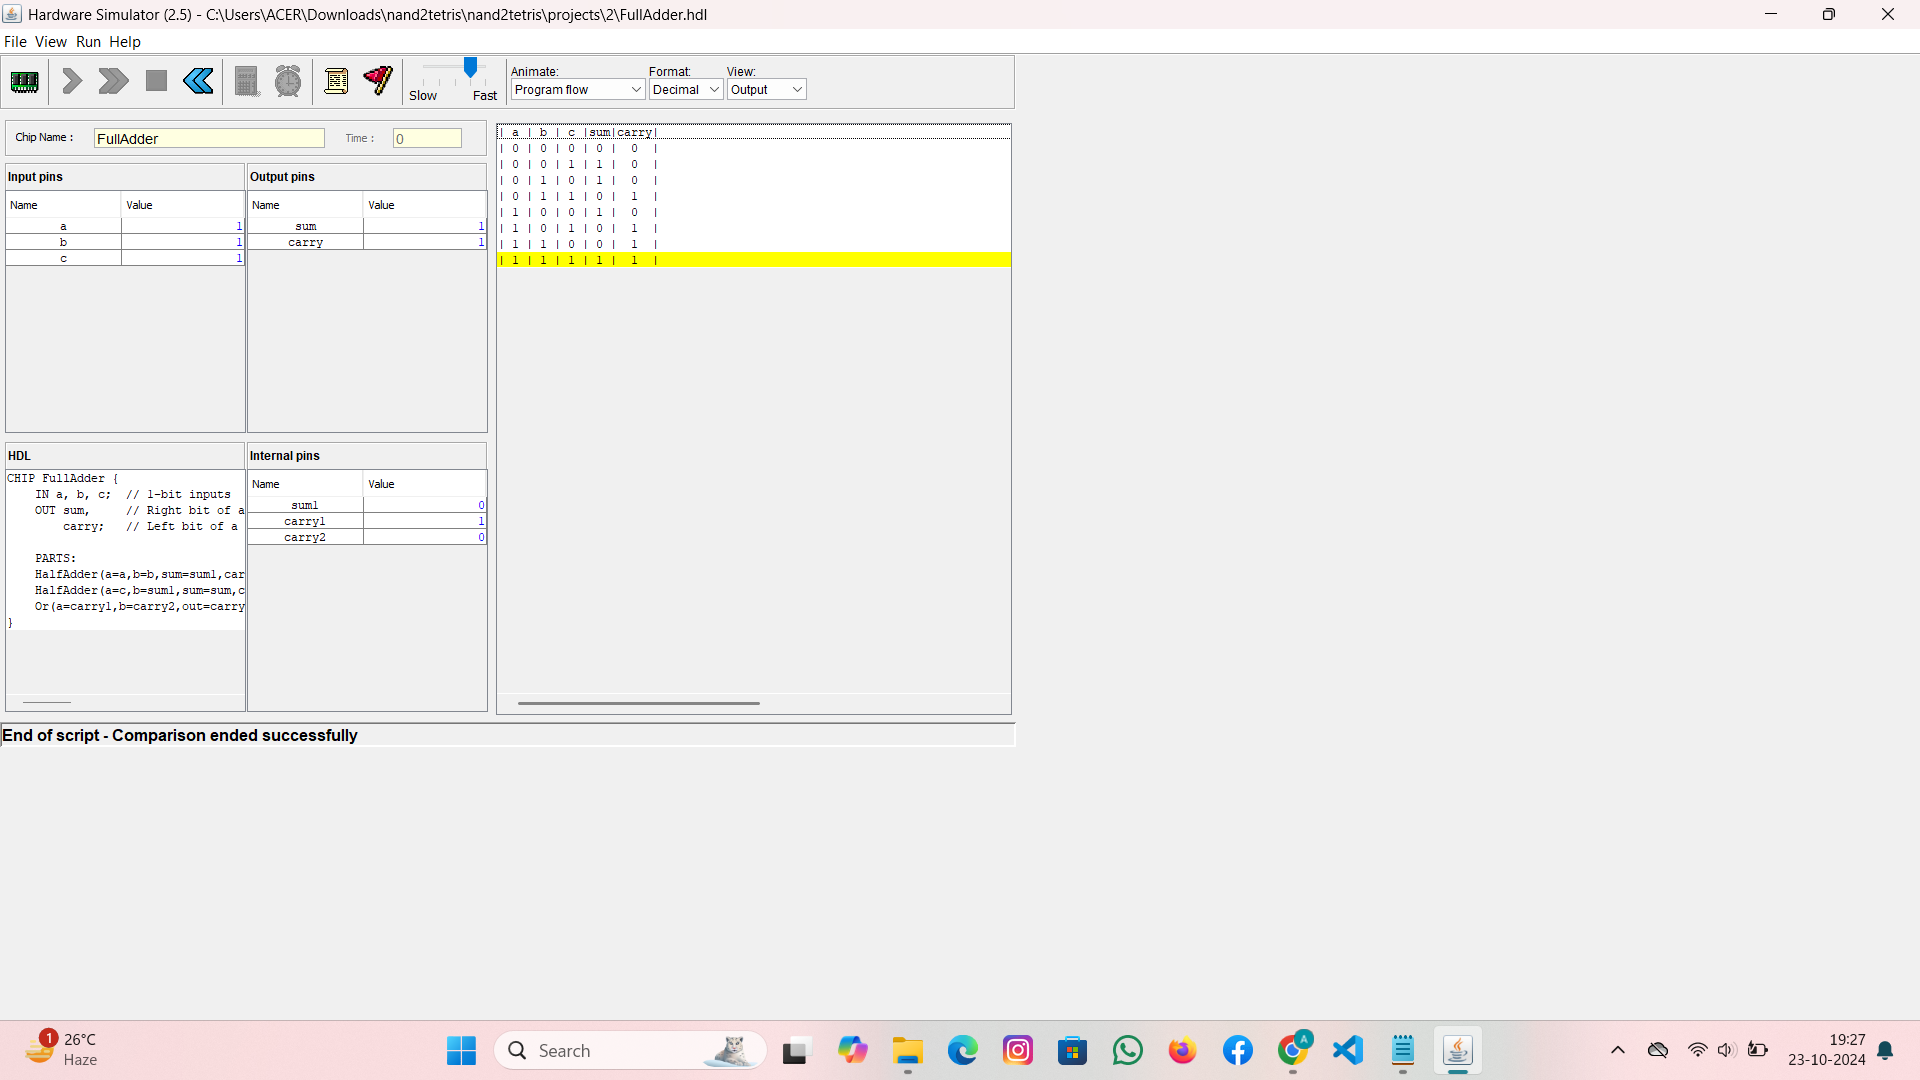 Hardware Simulator (2.5) - C:\Users\ACER\Downloads\nand2tetris\nand2tetris\projects\2\FullAdder.hdl
File View Run Help
Slow Fast
Animate: Format: View:
Program flow Decimal Output
Chip Name : FullAdder Time : 0
Input pins
Name Value
a 1
b 1
c 1
Output pins
Name Value
sum 1
carry 1
HDL
CHIP FullAdder {
IN a, b, c; // 1-bit inputs
OUT sum, // Right bit of a
carry; // Left bit of a
PARTS:
HalfAdder(a=a,b=b,sum=sum1,car
HalfAdder(a=c,b=sum1,sum=sum,c
Or(a=carry1,b=carry2,out=carry
}
Internal pins
Name Value
sum1 0
carry1 1
carry2 0
| a | b | c |sum|carry|
| 0 | 0 | 0 | 0 | 0 |
| 0 | 0 | 1 | 1 | 0 |
| 0 | 1 | 0 | 1 | 0 |
| 0 | 1 | 1 | 0 | 1 |
| 1 | 0 | 0 | 1 | 0 |
| 1 | 0 | 1 | 0 | 1 |
| 1 | 1 | 0 | 0 | 1 |
| 1 | 1 | 1 | 1 | 1 |
End of script - Comparison ended successfully
1
26°C
Haze
Search
A
19:27
23-10-2024